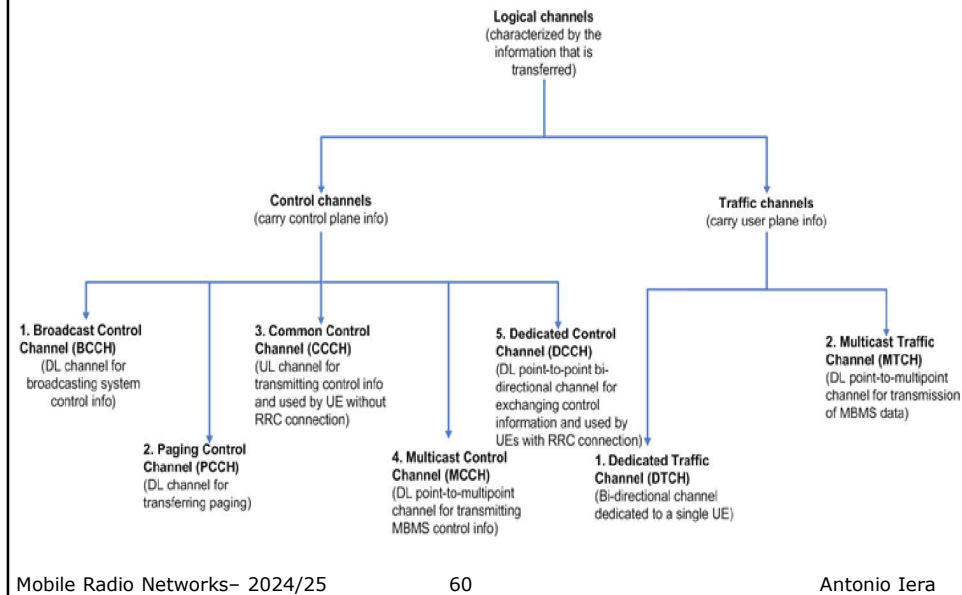 Logical channels
(characterized by the
information that is
transferred)
Control channels
(carry control plane info)
Traffic channels
(carry user plane info)
1. Broadcast Control
Channel (BCCH)
(DL channel for
broadcasting system
control info)
2. Paging Control
Channel (PCCH)
(DL channel for
transferring paging)
3. Common Control
Channel (CCCH)
(UL channel for
transmitting control info
and used by UE without
RRC connection)
4. Multicast Control
Channel (MCCH)
(DL point-to-multipoint
channel for transmitting
MBMS control info)
5. Dedicated Control
Channel (DCCH)
(DL point-to-point bi-
directional channel for
exchanging control
information and used by
UEs with RRC connection)
1. Dedicated Traffic
Channel (DTCH)
(Bi-directional channel
dedicated to a single UE)
2. Multicast Traffic
Channel (MTCH)
(DL point-to-multipoint
channel for transmission
of MBMS data)
Mobile Radio Networks– 2024/25 60 Antonio Iera